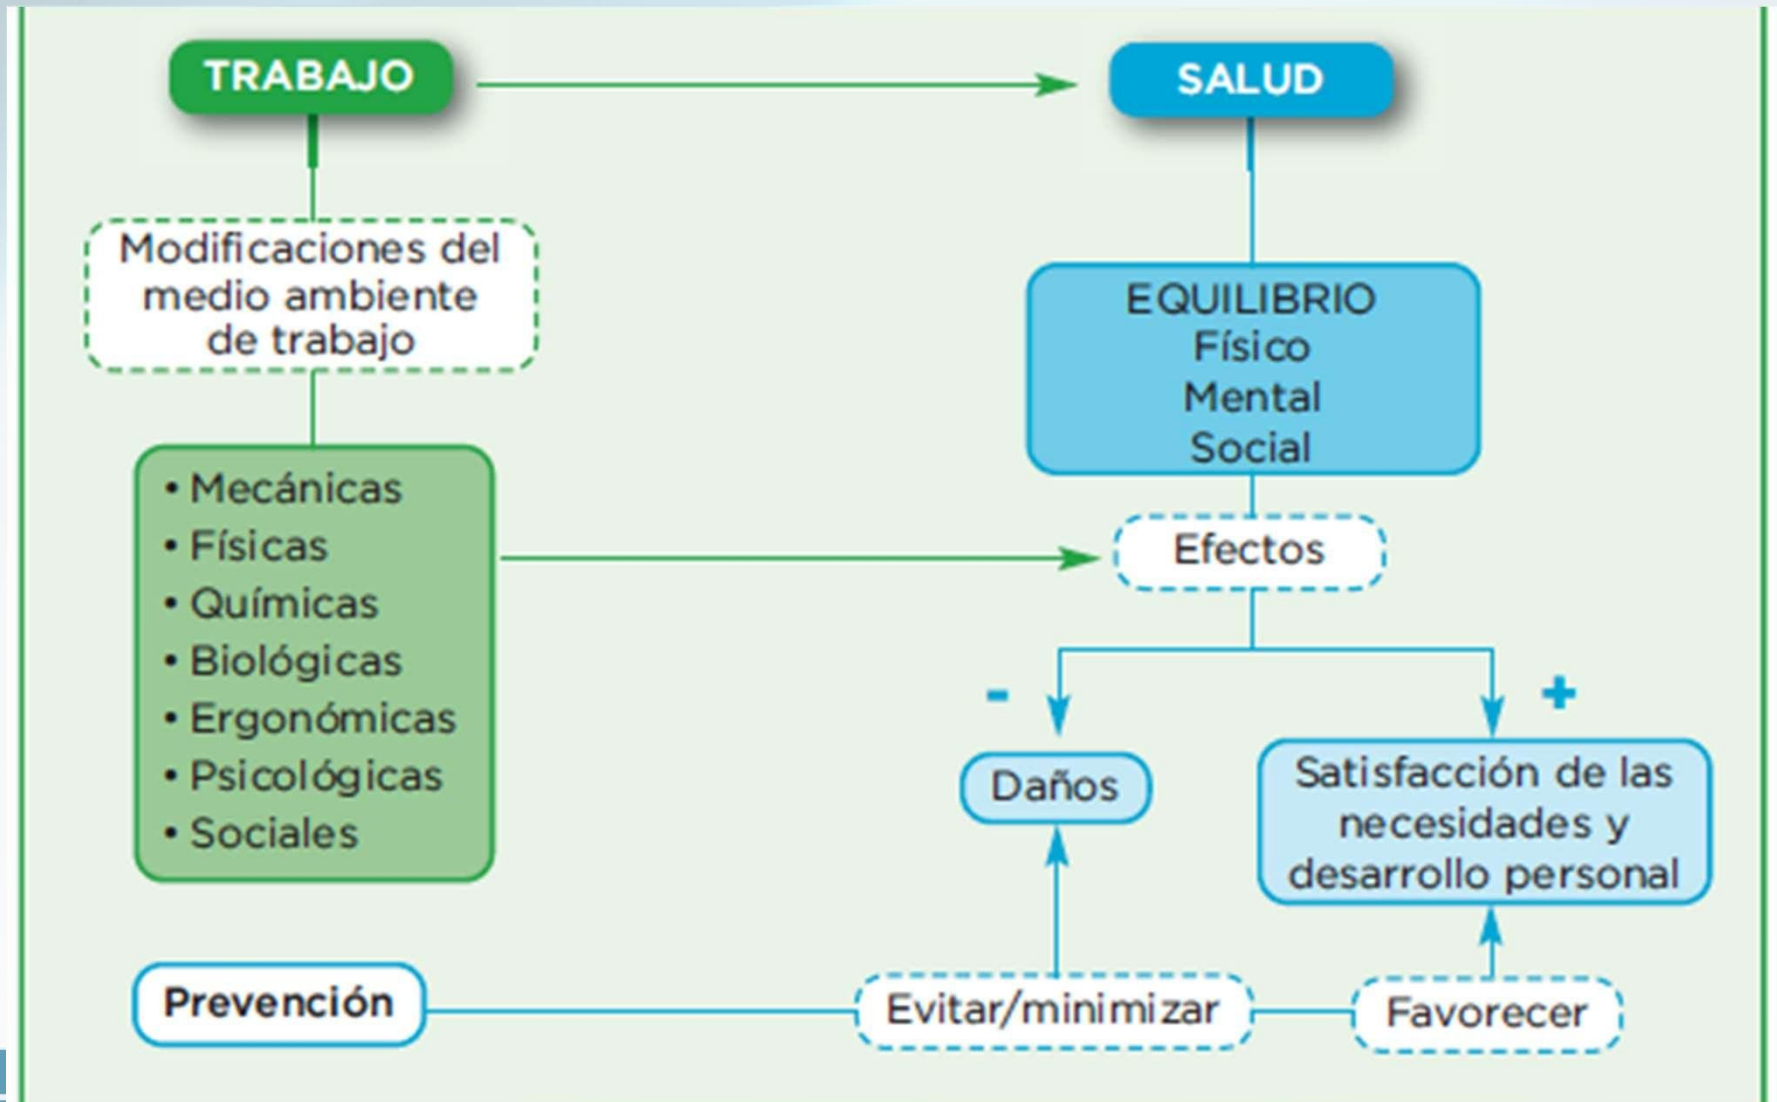 TRABAJO
SALUD
Modificaciones del
medio ambiente
de trabajo
EQUILIBRIO
Físico
Mental
Social
• Mecánicas
• Físicas
• Químicas
• Biológicas
• Ergonómicas
• Psicológicas
• Sociales
Efectos
-
+
Daños
Satisfacción de las
necesidades y
desarrollo personal
Prevención
Evitar/minimizar
Favorecer